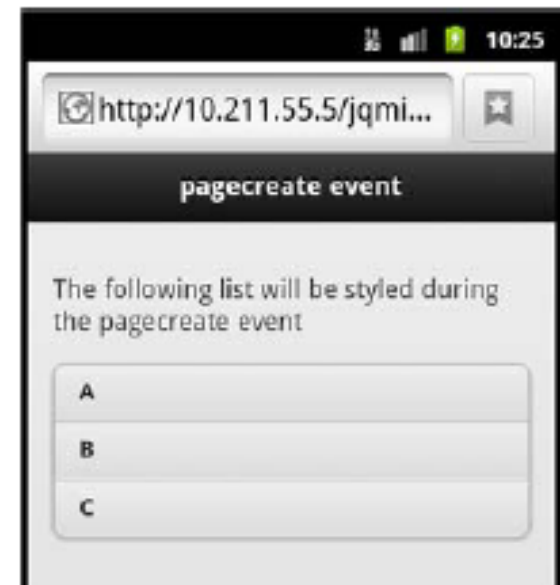 10:25
http://10.211.55.5/jqmi...
pagecreate event
The following list will be styled during
the pagecreate event
A
B
C